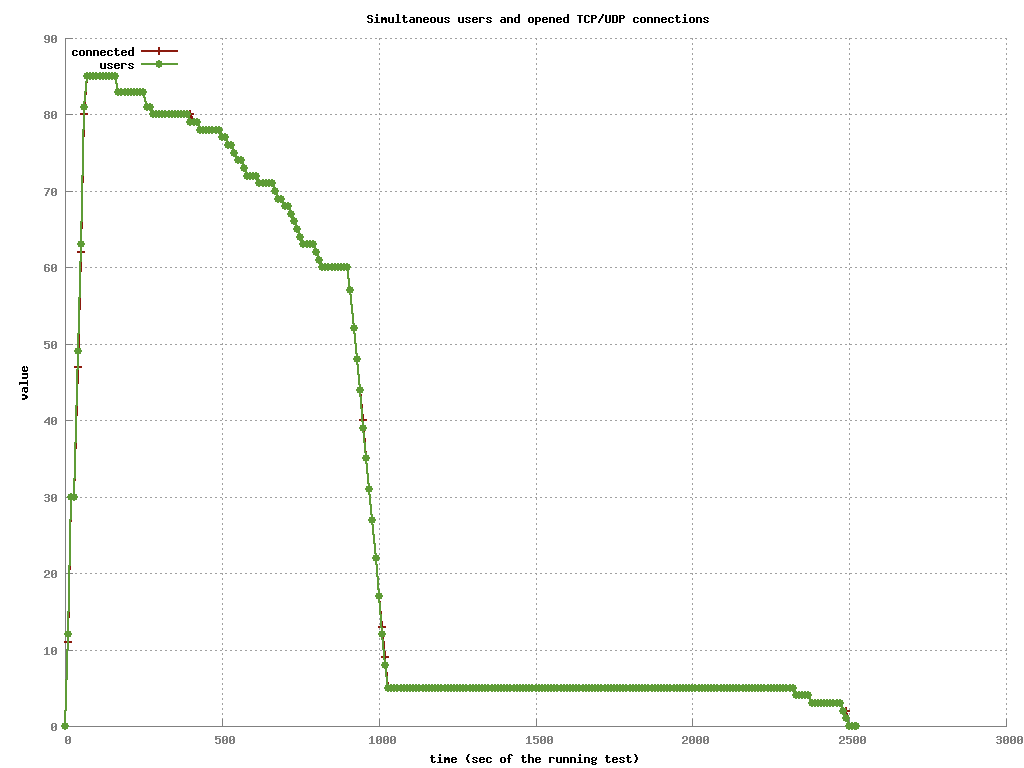 Simultaneous users and opened TCP/UDP connections
90
connected
users
80
70
60
50
value
40
30
20
10
0
0 500 1000 1500 2000 2500 3000
time (sec of the running test)